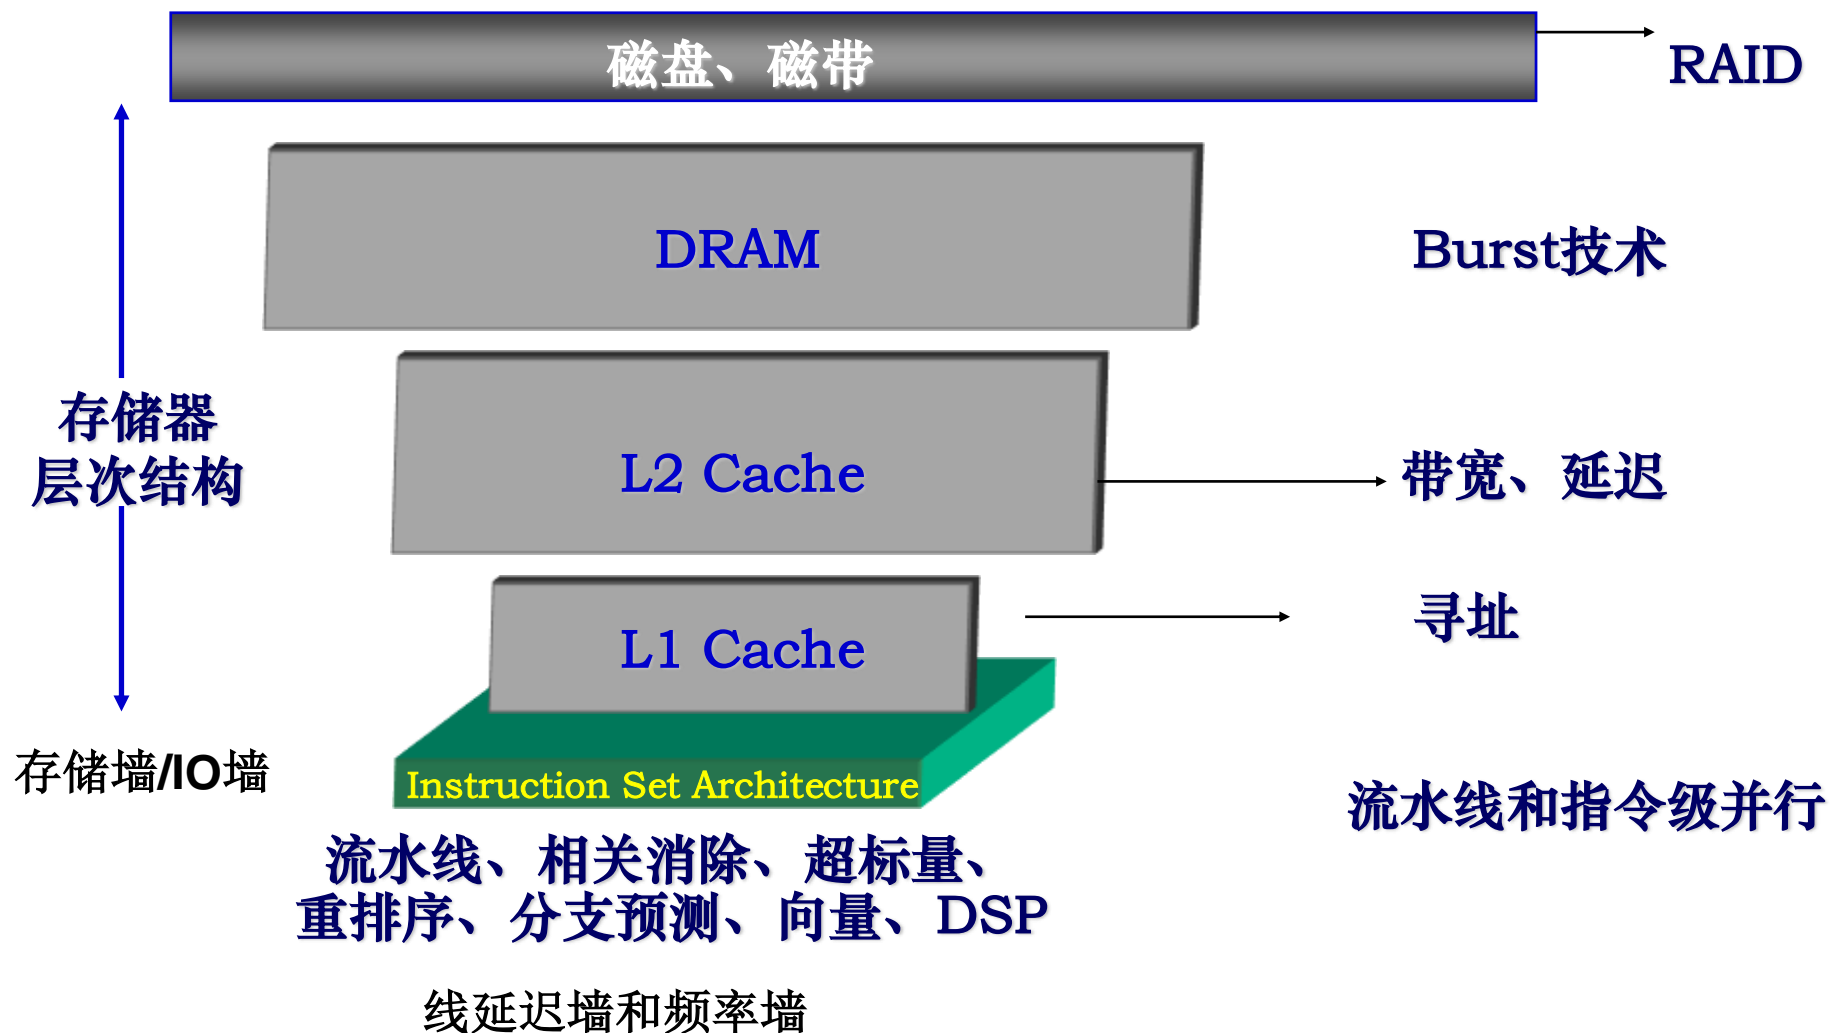 磁盘、磁带
RAID
DRAM
Burst技术
存储器
层次结构
L2 Cache
带宽、延迟
L1 Cache
寻址
存储墙/IO墙
Instruction Set Architecture
流水线和指令级并行
流水线、相关消除、超标量、
重排序、分支预测、向量、DSP
线延迟墙和频率墙